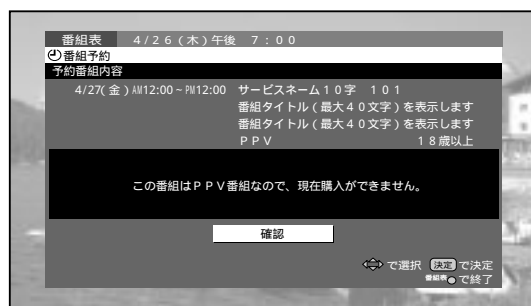 番組表 4/26(木)午後 7:00
番組予約
予約番組内容
4/27(金)AM12:00~PM12:00 サービスネーム10字 101
番組タイトル(最大40文字)を表示します
番組タイトル(最大40文字)を表示します
PPV 18歳以上
この番組はPPV番組なので、現在購入ができません。
確認
で選択 決定 で決定
番組表 で終了